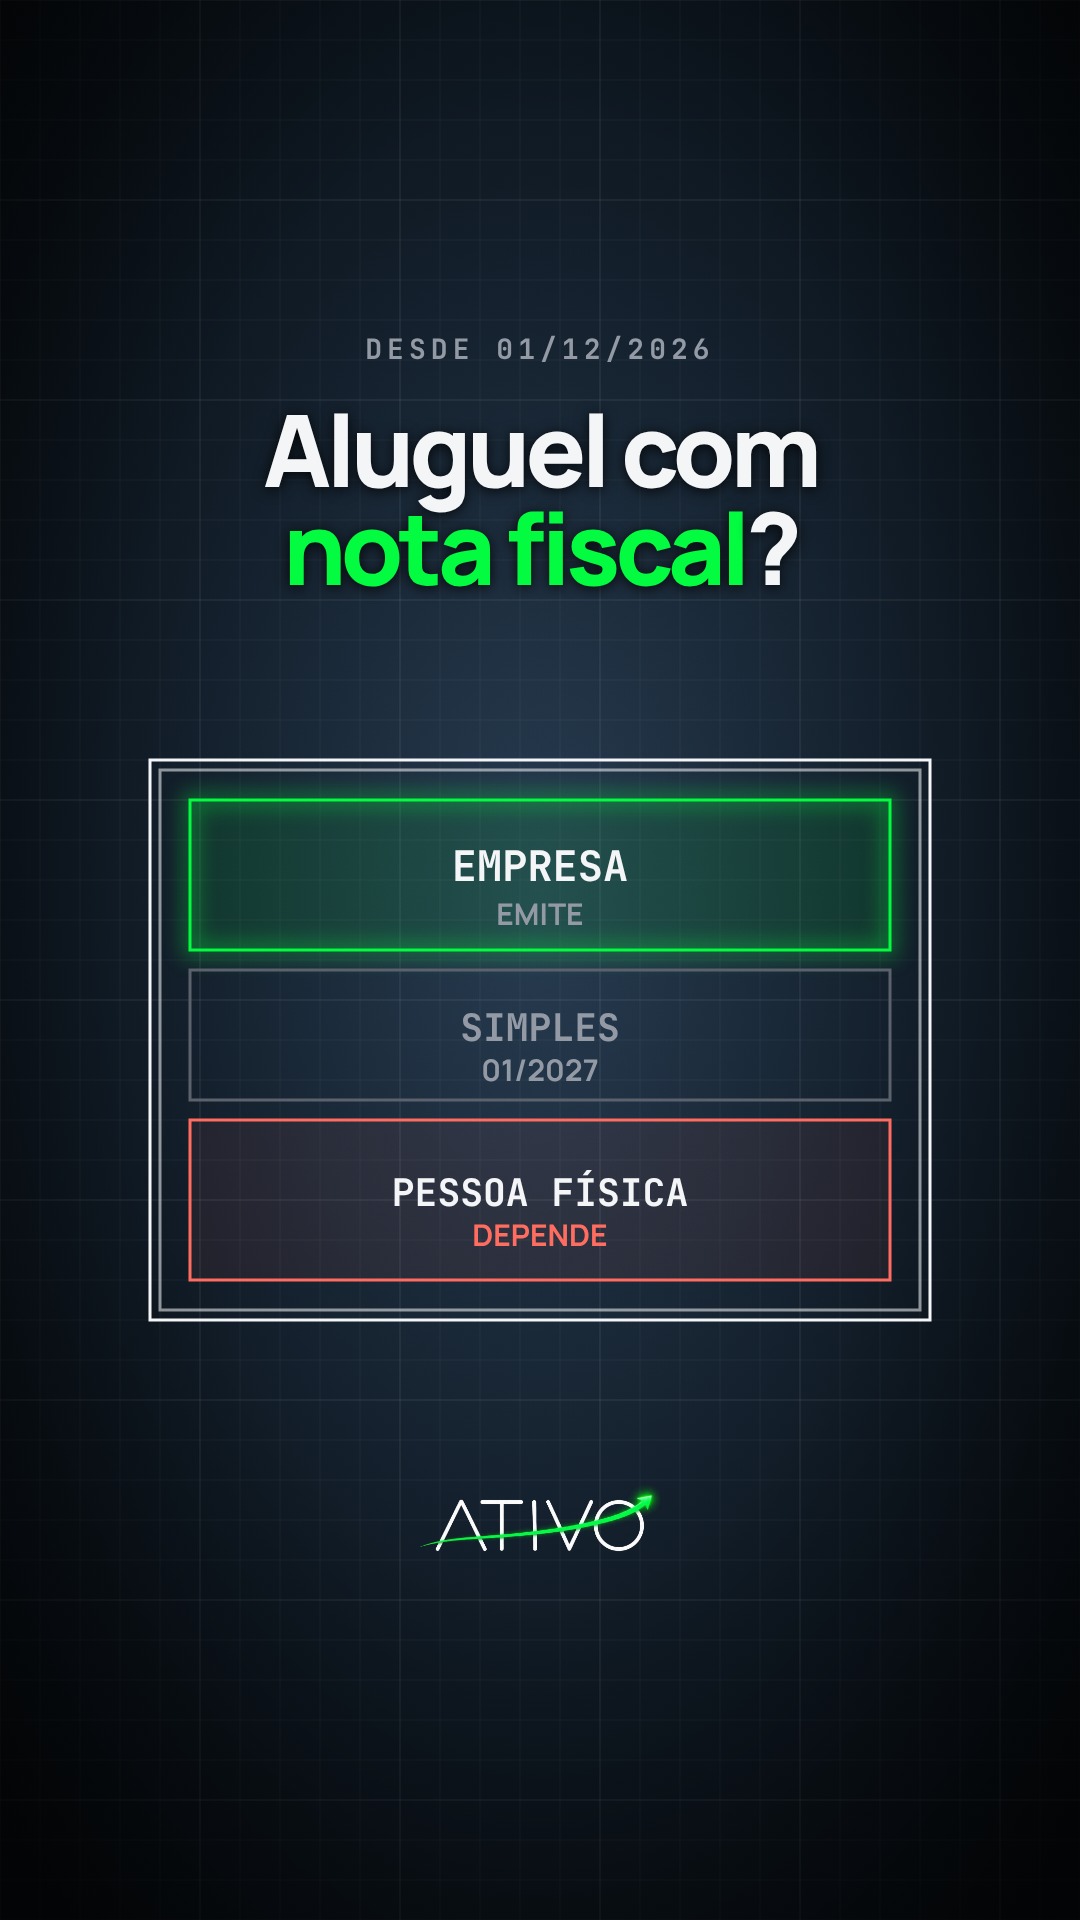 DESDE 01/12/2026
Aluguel com
nota fiscal?
EMPRESA
EMITE
SIMPLES
01/2027
PESSOA FÍSICA
DEPENDE
ATIVO